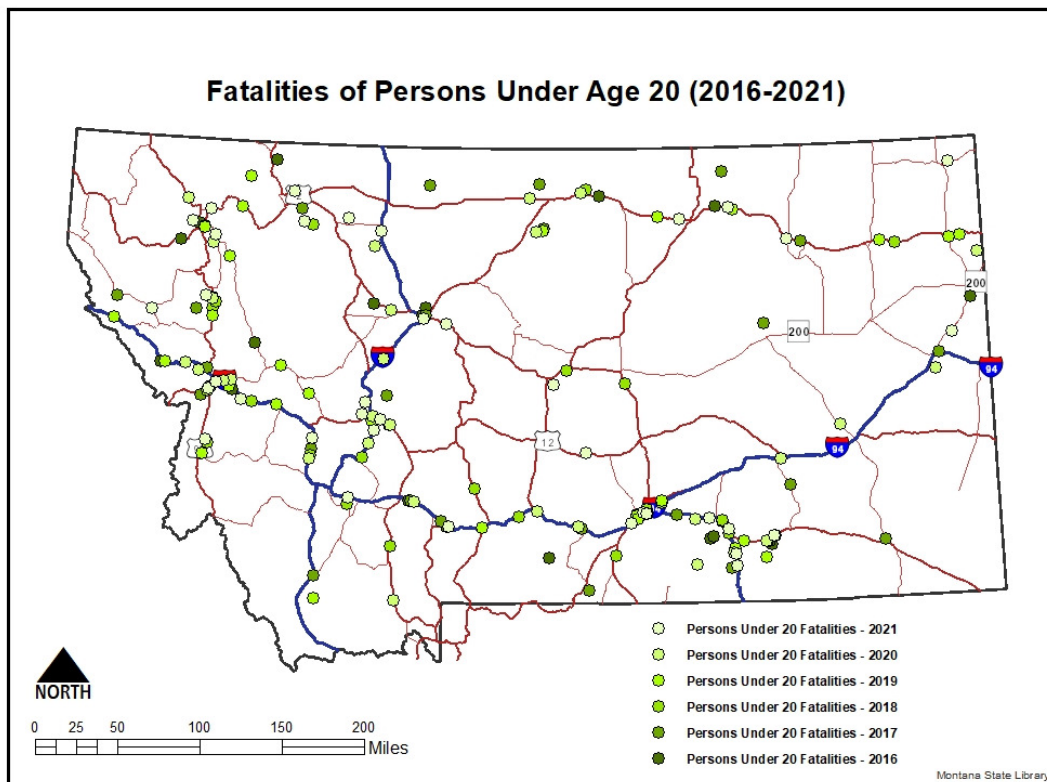 Fatalities of Persons Under Age 20 (2016-2021)
200
200
94
12
94
Persons Under 20 Fatalities - 2021
Persons Under 20 Fatalities - 2020
Persons Under 20 Fatalities - 2019
Persons Under 20 Fatalities - 2018
Persons Under 20 Fatalities - 2017
Persons Under 20 Fatalities - 2016
NORTH
0 25 50 100 150 200
Miles
Montana State Library